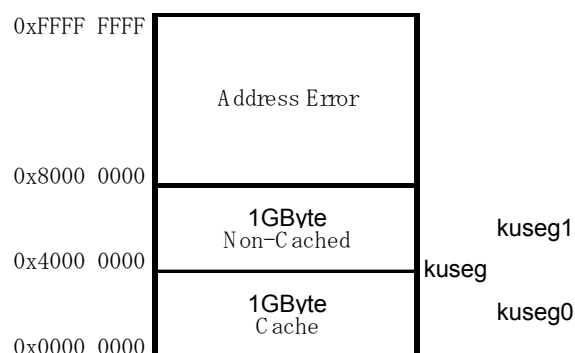 0xFFFF FFFF
Address Error
0x8000 0000
1GByte
Non-Cached
kuseg1
0x4000 0000
kuseg
1GByte
Cache
kuseg0
0x0000 0000